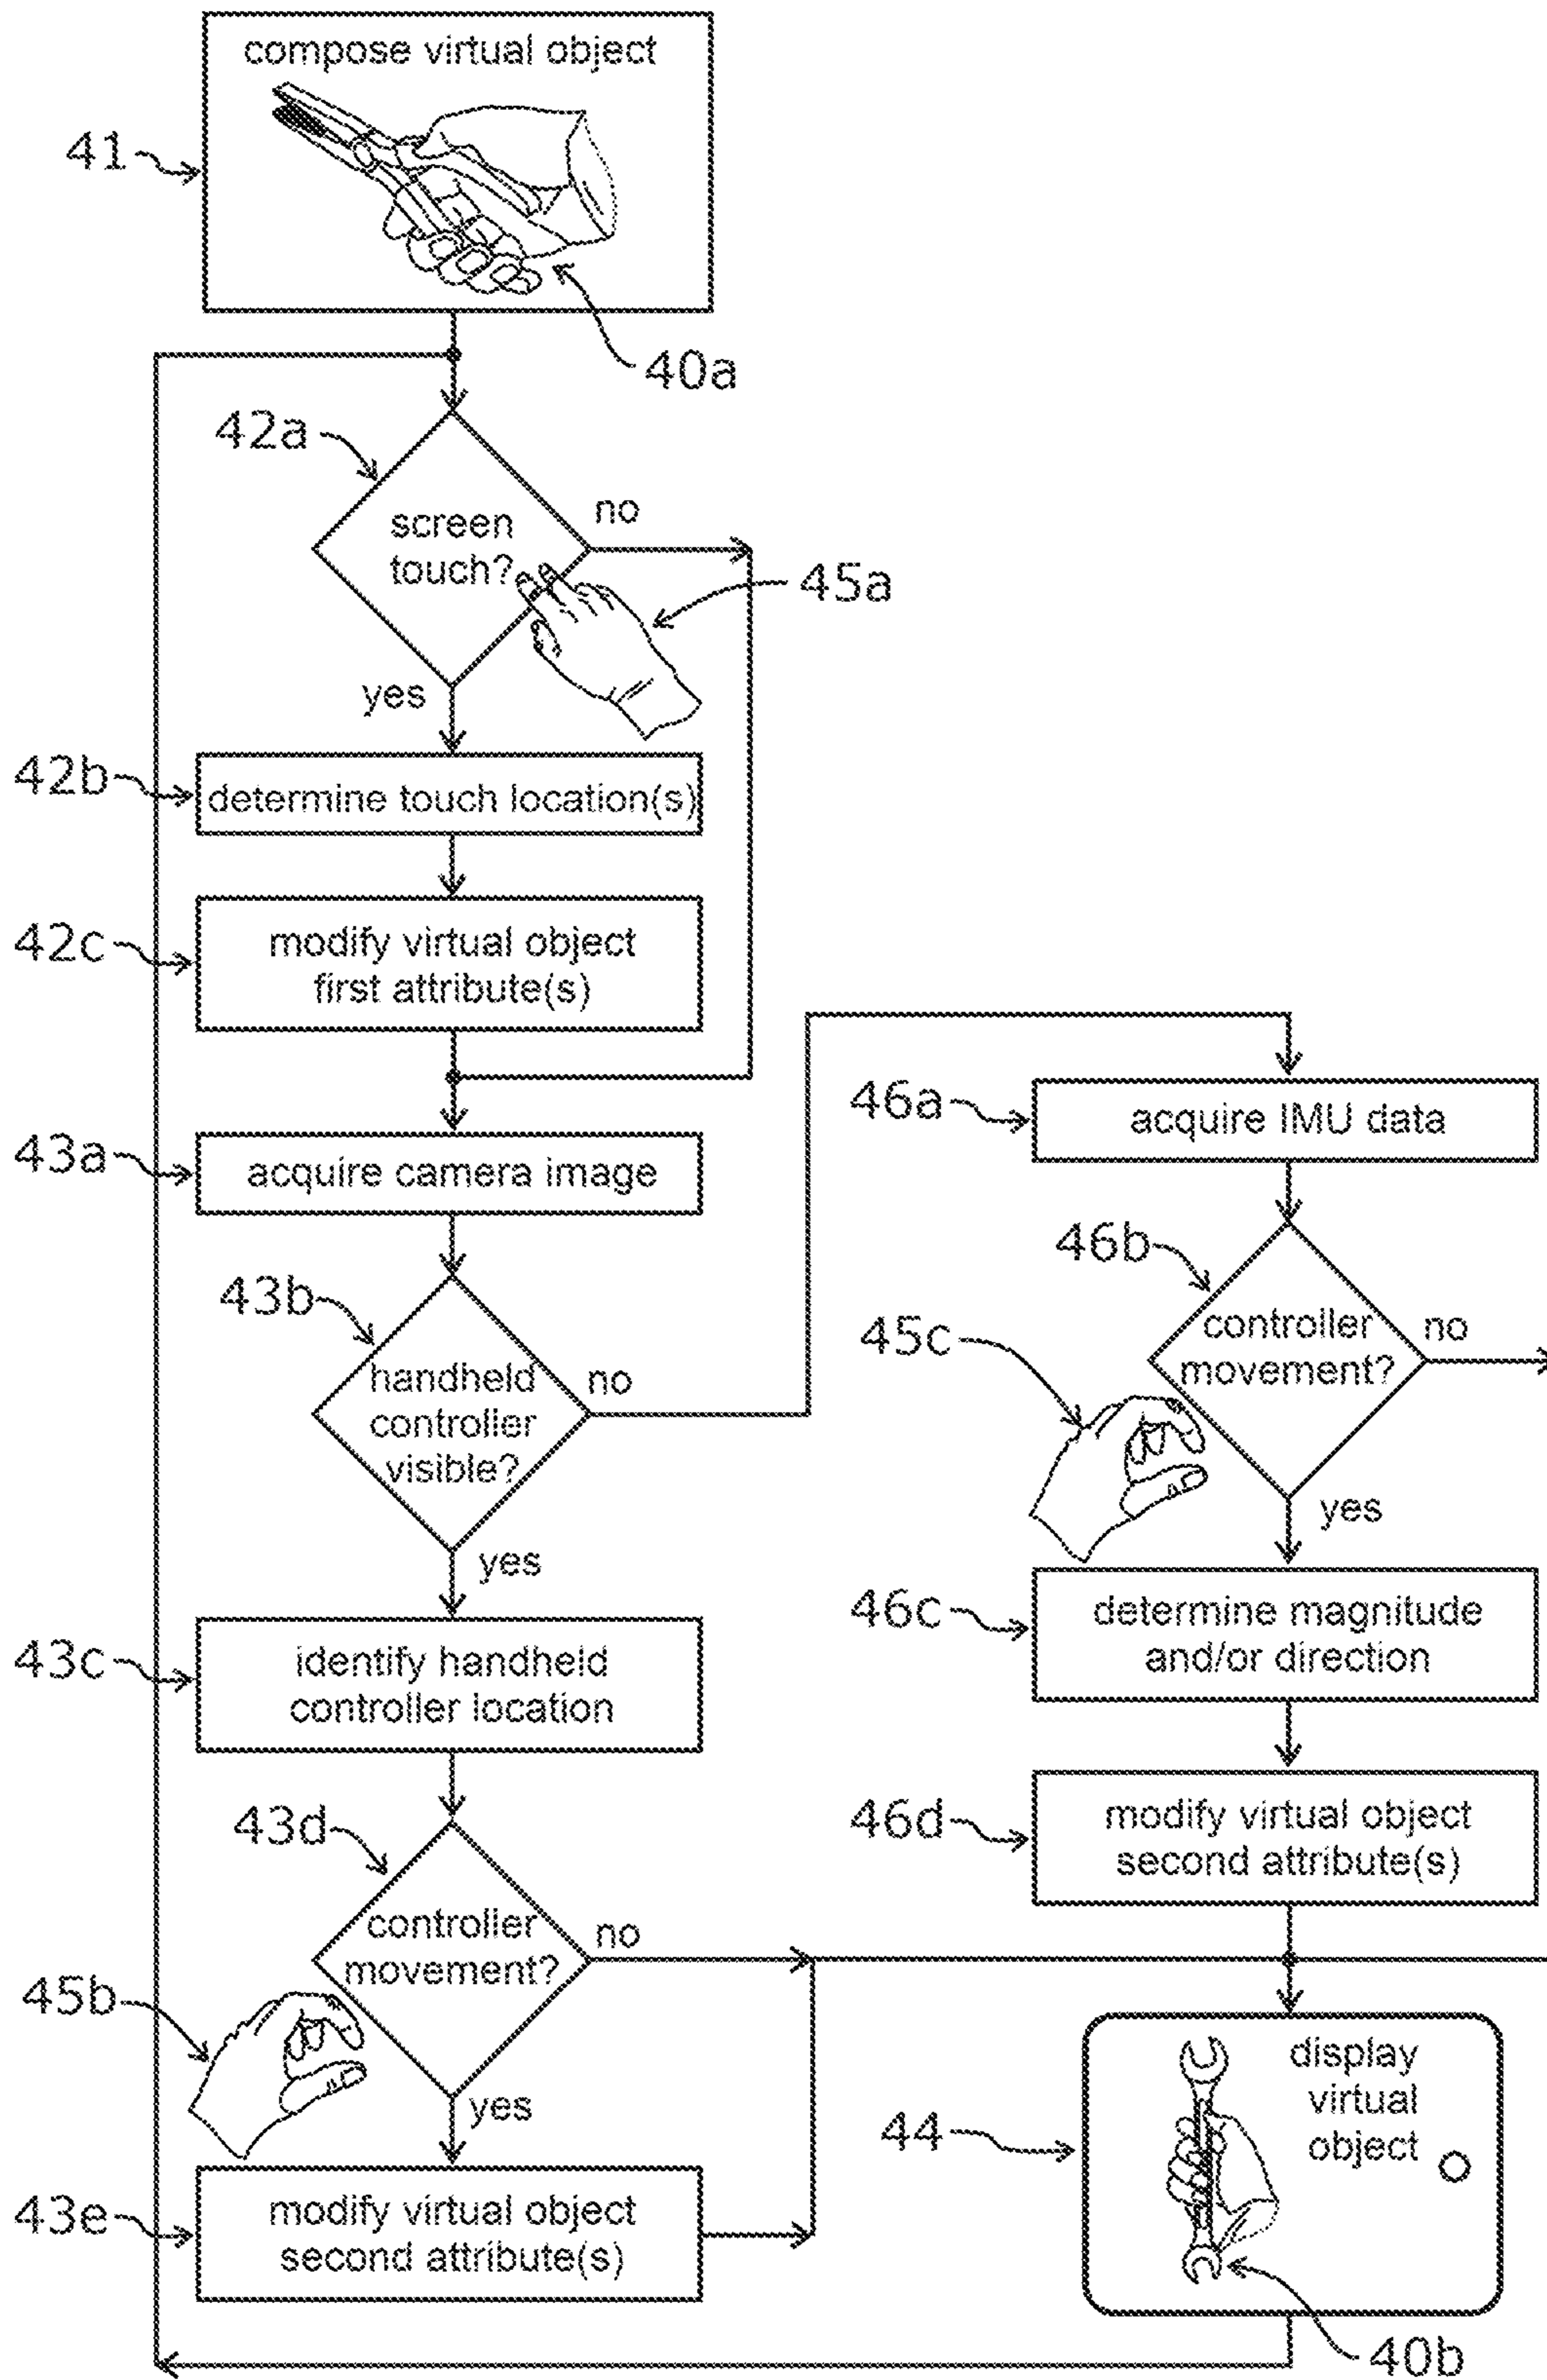 compose virtual object
41
40a
42a
screen
touch?
no
45a
yes
42b
determine touch location(s)
42c
modify virtual object
first attribute(s)
43a
acquire camera image
43b
handheld
controller
visible?
no
yes
43c
identify handheld
controller location
43d
controller
movement?
no
45b
yes
43e
modify virtual object
second attribute(s)
46a
acquire IMU data
46b
controller
movement?
no
45c
yes
46c
determine magnitude
and/or direction
46d
modify virtual object
second attribute(s)
44
display
virtual
object
40b